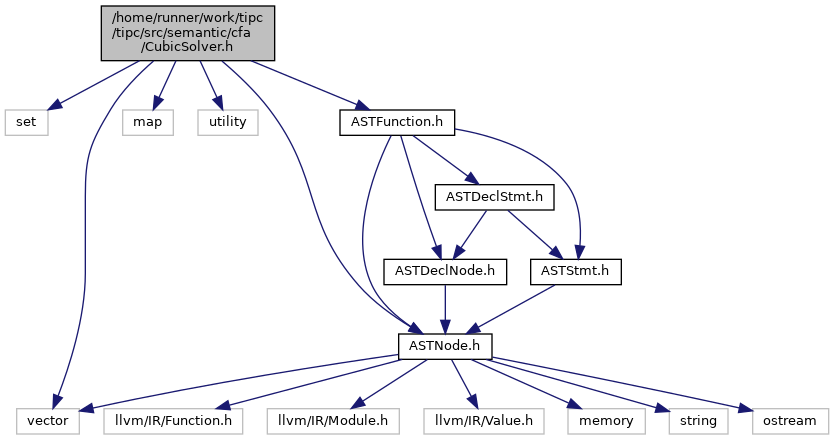 /home/runner/work/tipc
/tipc/src/semantic/cfa
/CubicSolver.h
set
map
utility
ASTFunction.h
ASTDeclStmt.h
ASTDeclNode.h
ASTStmt.h
ASTNode.h
vector
llvm/IR/Function.h
llvm/IR/Module.h
llvm/IR/Value.h
memory
string
ostream